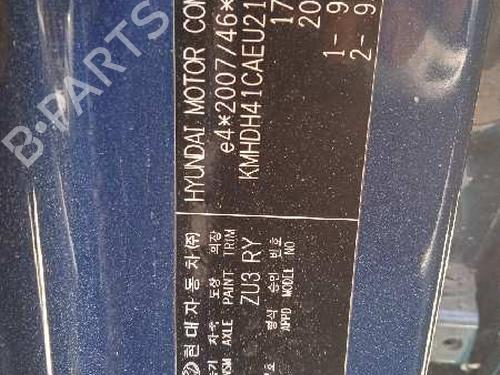 현대자동차(주) HYUNDAI MOTOR COM
e4*2007/46*
KMHDH41CAEU21
17
20
1- 9
2- 9
차축 도장 의장
WSM AXLE PAINT TRIM
ZU3 RY
형식 승인 번호
APPD MODEL NO
B-PARTS